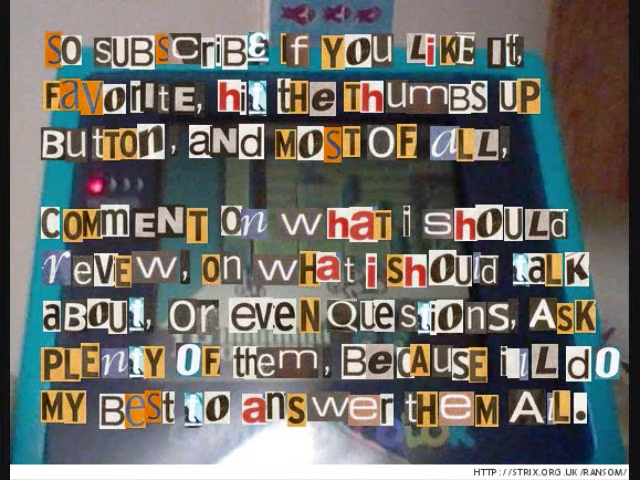 So SUBSCriBE If YOU LiKE It,
FaVOrItE, hit tHe ThumBS UP
ButtOn, aND MOST OF aLL,
COMmENT On what i shOULd
reVEw, on wHat i shOuld taLK
aBOUt, Or eveN QUestions, AsK
PLEnTY OF them, BeCAUSE iLL dO
MY BeSt to answer tHeM ALl.
HTTP://STRIX.ORG.UK/RANSOM/